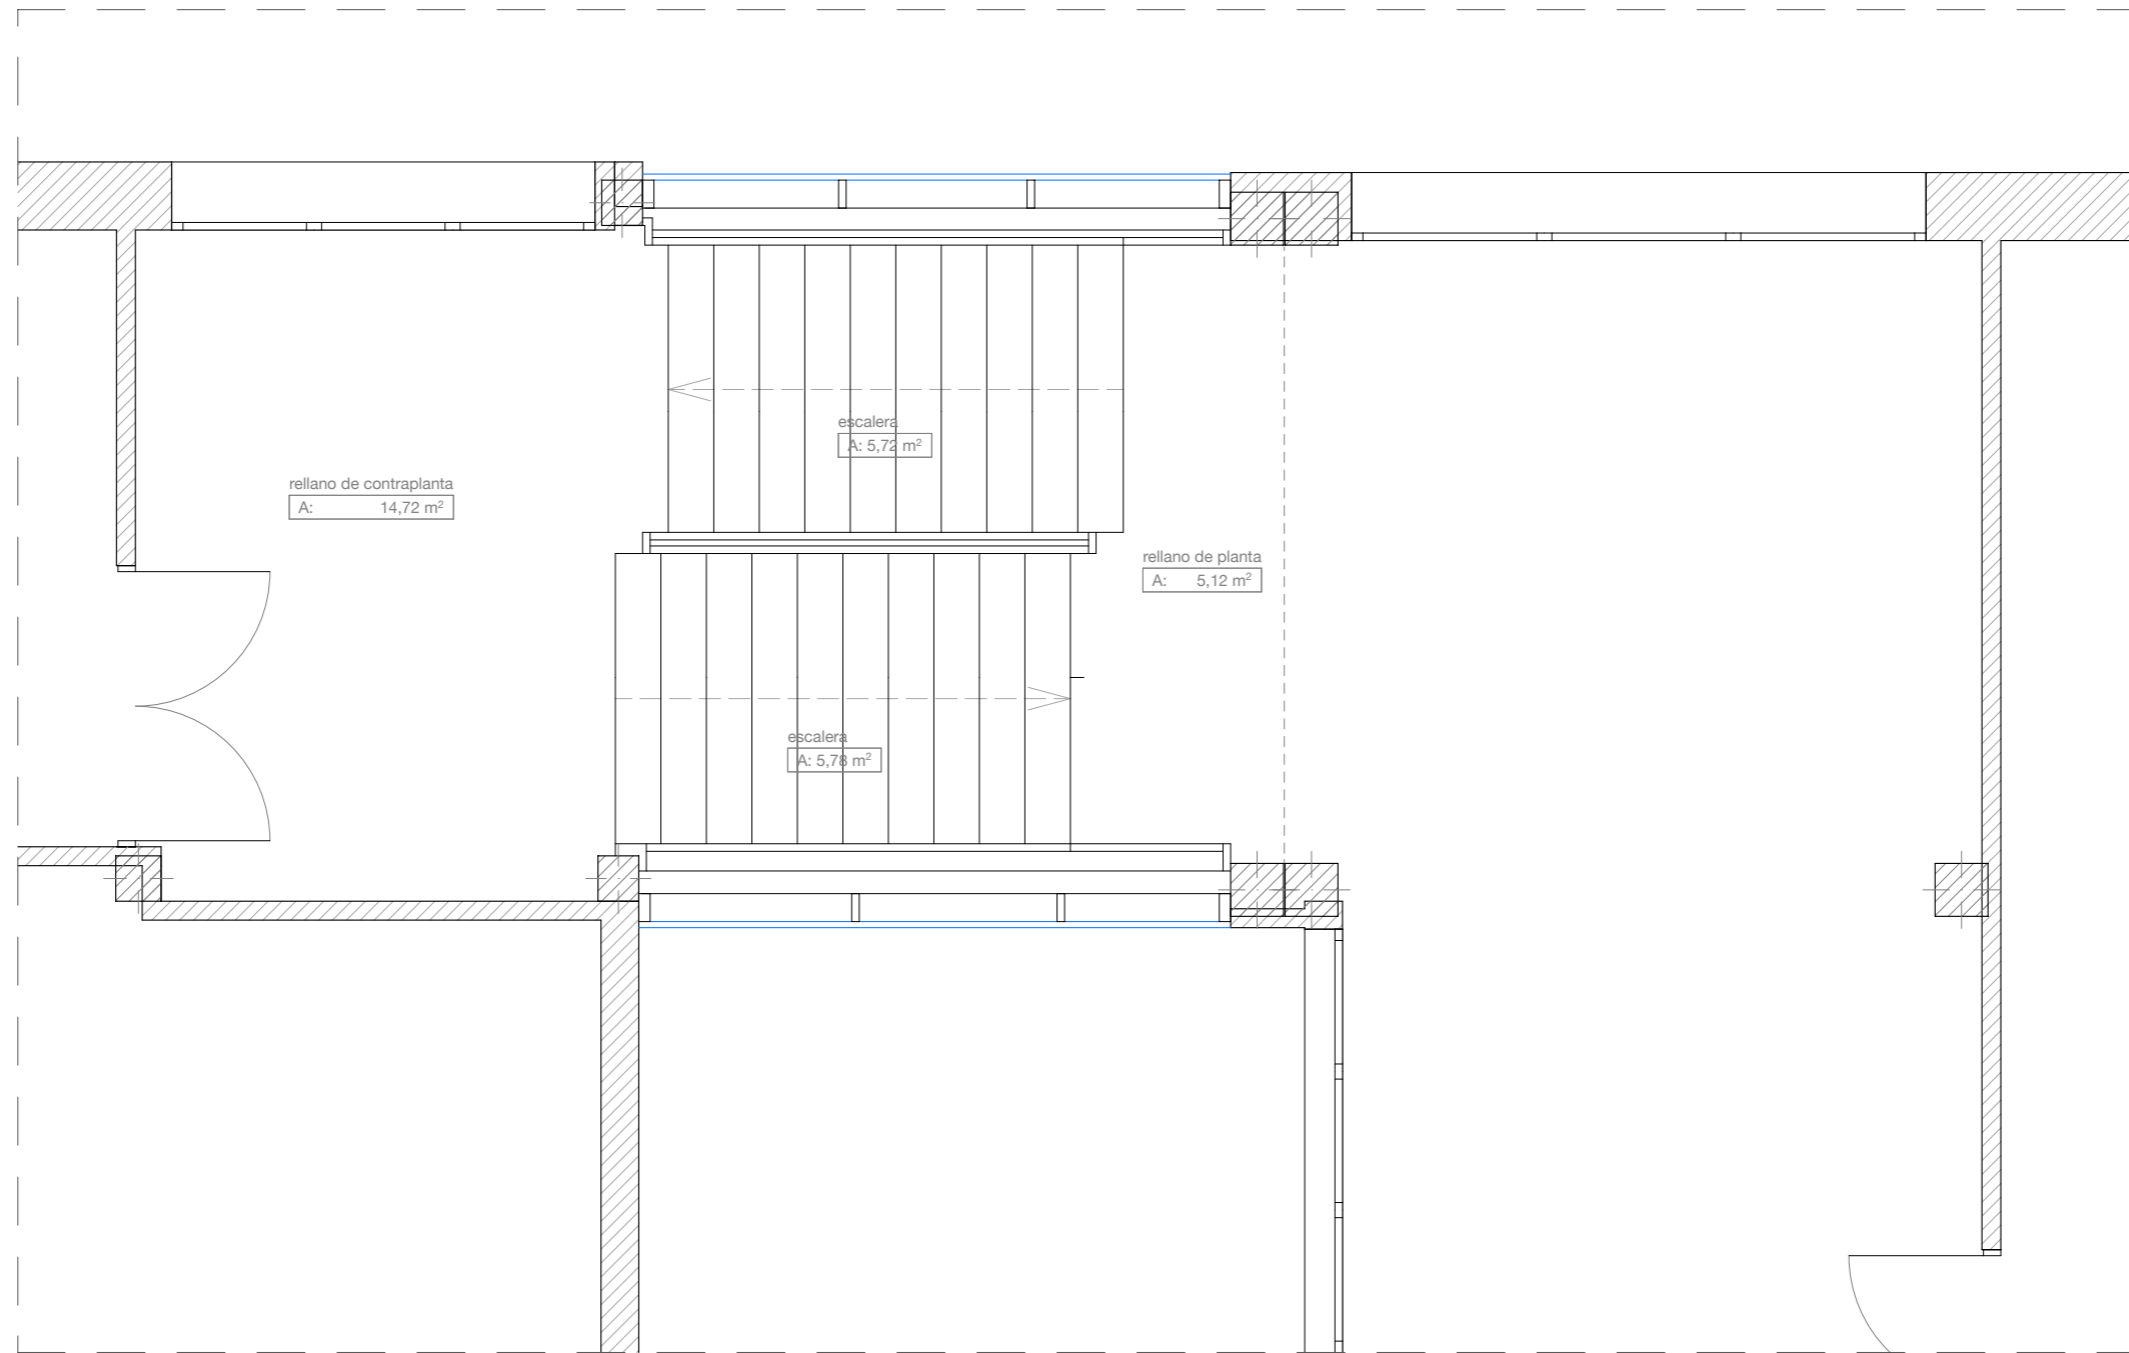 escalera
A: 5,72 m²
rellano de contraplanta
A: 14,72 m²
rellano de planta
A: 5,12 m²
escalera
A: 5,78 m²